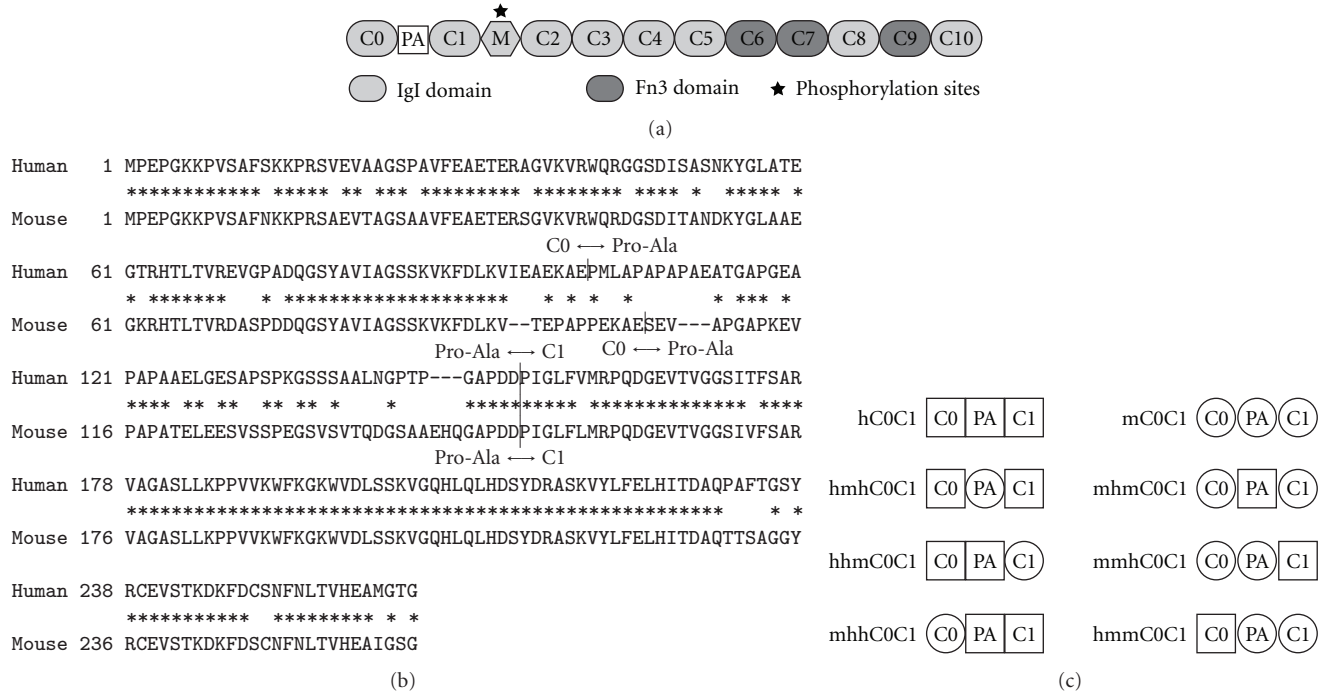 C0 PA C1 M C2 C3 C4 C5 C6 C7 C8 C9 C10
IgI domain Fn3 domain ★ Phosphorylation sites
(a)
Human 1 MPEPGKKPVSAFSKKPRSVEVAAGSPAVFEAETERAGVKVRWQRGGSDISASNKYGLATE
************ ***** ** *** ********* ******** **** * ***** *
Mouse 1 MPEPGKKPVSAFNKKPRSAEVTAGSAAVFEAETERSGVKVRWQRDGSDITANDKYGLAAE
C0 ⟷ Pro-Ala
Human 61 GTRHTLTVREVGPADQGSYAVIAGSSKVKFDLKVIEAEKAEPMLAPAPAPAEATGAPGEA
* ******* * ******************** * * * * * *** *
Mouse 61 GKRHTLTVRDASPDDQGSYAVIAGSSKVKFDLKV--TEPAPPEKAESEV---APGAPKEV
Pro-Ala ⟷ C1 C0 ⟷ Pro-Ala
Human 121 PAPAAELGESAPSPKGSSSAALNGPTP---GAPDDPIGLFVMRPQDGEVTVGGSITFSAR
**** ** ** ** ** * * ********** ************** ****
Mouse 116 PAPATELEESVSSPEGSVSVTQDGSAAEHQGAPDDPIGLFLMRPQDGEVTVGGSIVFSAR
Pro-Ala ⟷ C1
Human 178 VAGASLLKPPVVKWFKGKWVDLSSKVGQHLQLHDSYDRASKVYLFELHITDAQPAFTGSY
***************************************************** * *
Mouse 176 VAGASLLKPPVVKWFKGKWVDLSSKVGQHLQLHDSYDRASKVYLFELHITDAQTTSAGGY
Human 238 RCEVSTKDKFDCSNFNLTVHEAMGTG
*********** ********* * *
Mouse 236 RCEVSTKDKFDSCNFNLTVHEAIGSG
(b)
hC0C1 C0 PA C1 mC0C1 C0 PA C1
hmhC0C1 C0 PA C1 mhmC0C1 C0 PA C1
hhmC0C1 C0 PA C1 mmhC0C1 C0 PA C1
mhhC0C1 C0 PA C1 hmmC0C1 C0 PA C1
(c)